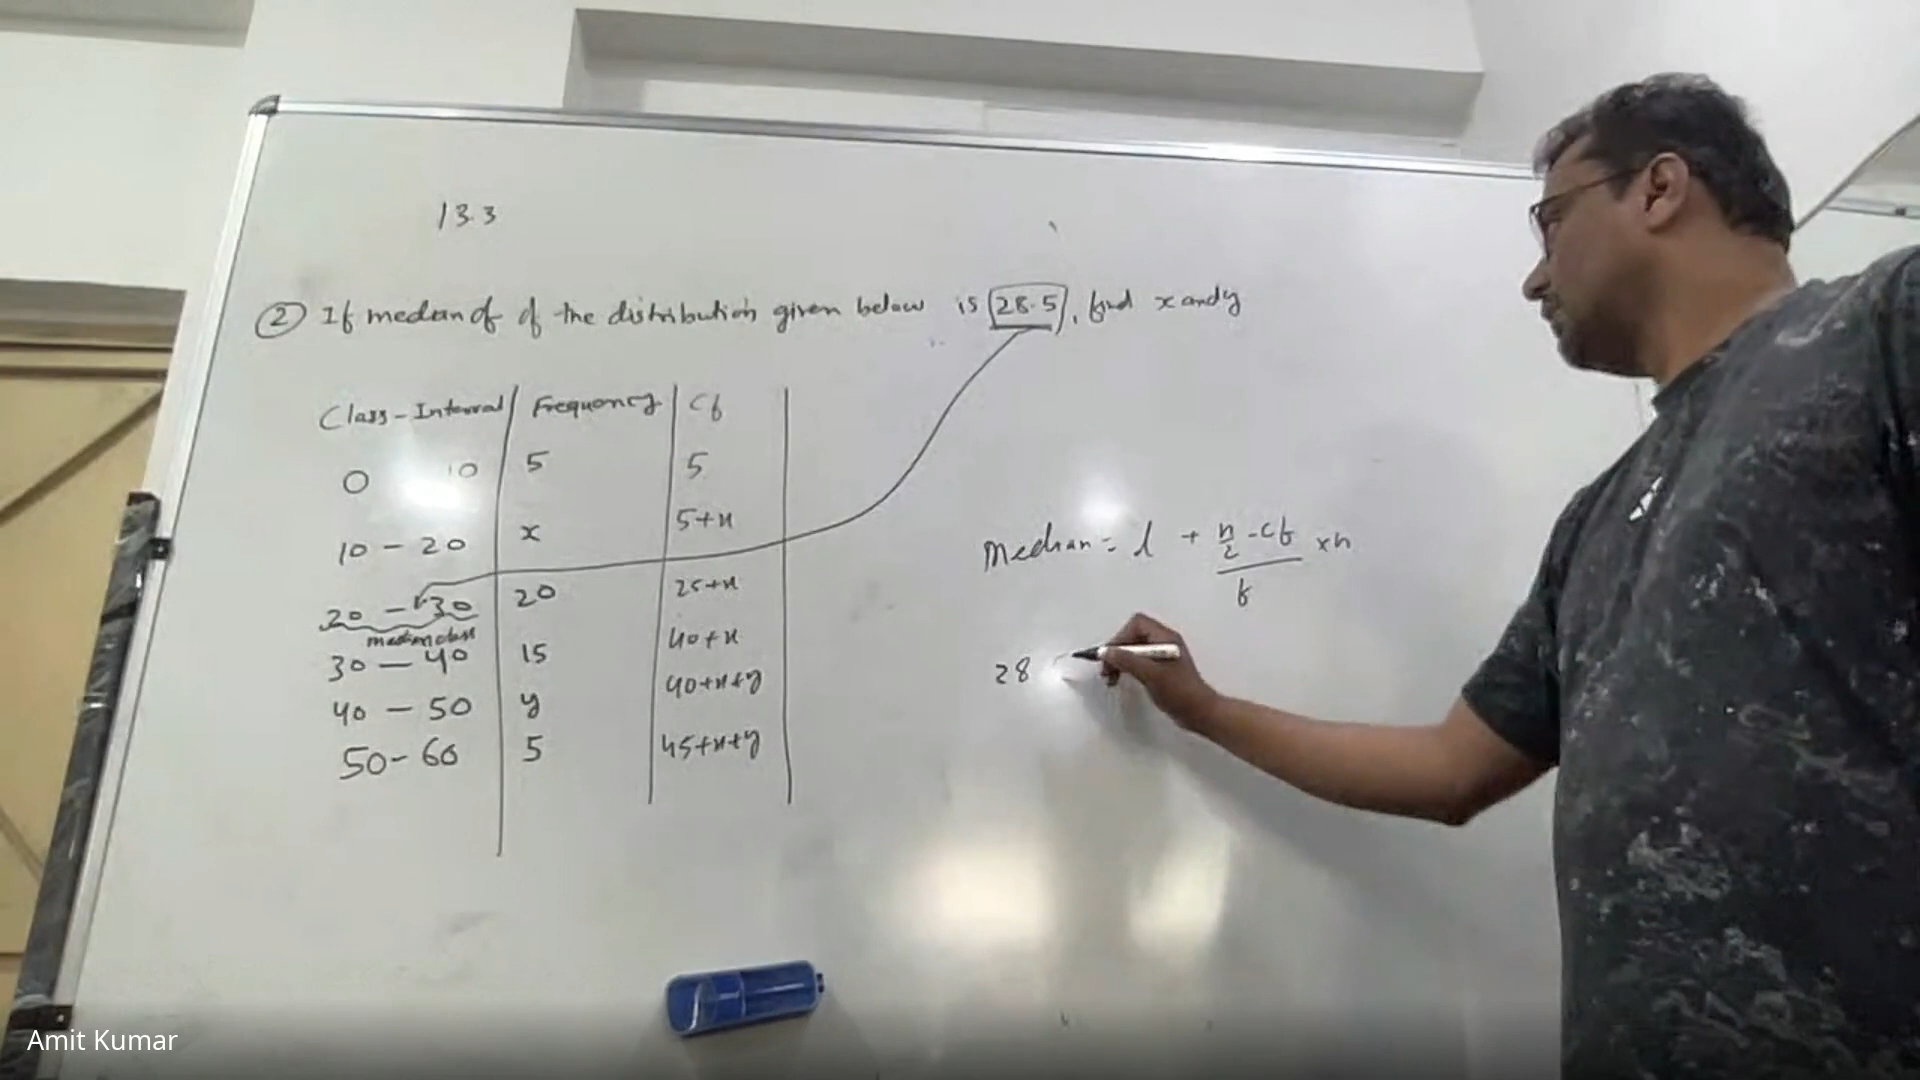 13.3
② If median of of the distribution given below is 28.5, find x and y
Class-Interval Frequency Cf
0 10 5 5
10 - 20 x 5+x
20 - 30 20 25+x
median class
30 - 40 15 40+x
40 - 50 y 40+x+y
50 - 60 5 45+x+y
Median = l + n/2 - cf / f × h
28
Amit Kumar